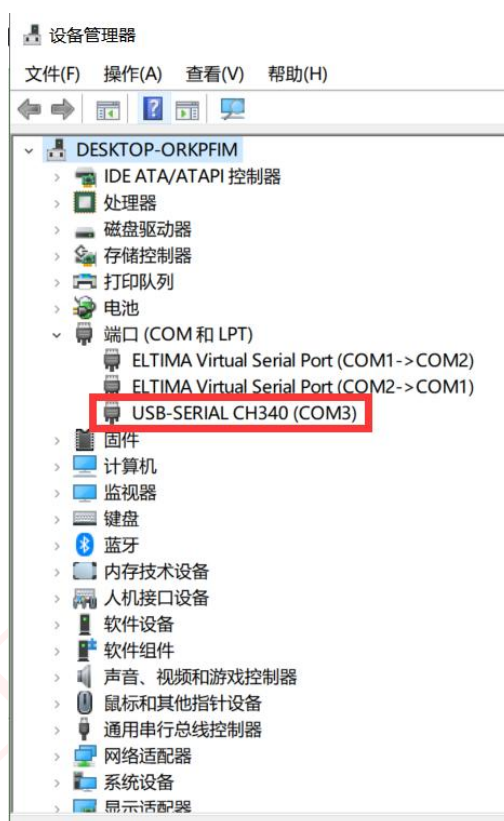 设备管理器
文件(F) 操作(A) 查看(V) 帮助(H)
DESKTOP-ORKPFIM
IDE ATA/ATAPI 控制器
处理器
磁盘驱动器
存储控制器
打印队列
电池
端口 (COM 和 LPT)
ELTIMA Virtual Serial Port (COM1->COM2)
ELTIMA Virtual Serial Port (COM2->COM1)
USB-SERIAL CH340 (COM3)
固件
计算机
监视器
键盘
蓝牙
内存技术设备
人机接口设备
软件设备
软件组件
声音、视频和游戏控制器
鼠标和其他指针设备
通用串行总线控制器
网络适配器
系统设备
显示适配器